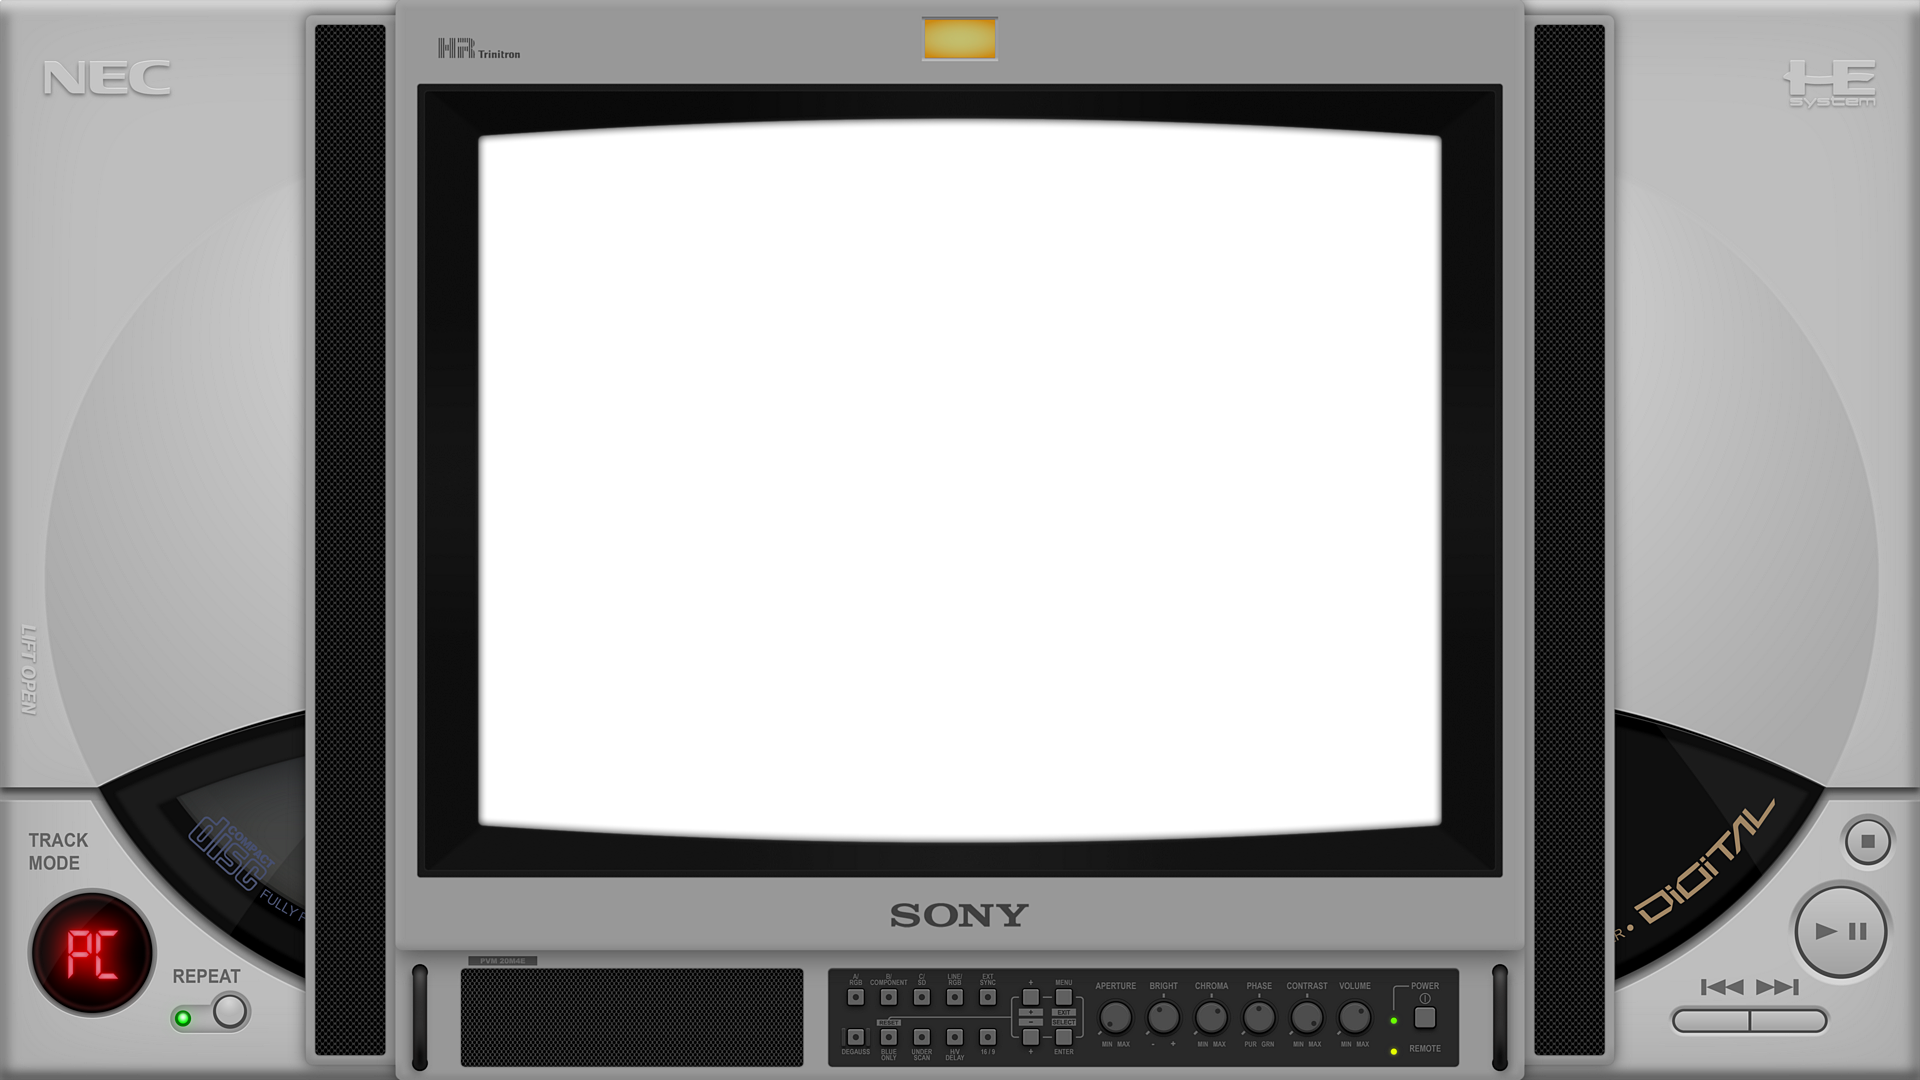 NEC
HR Trinitron
HE
system
LIFT OPEN
TRACK
MODE
PC
REPEAT
COMPACT
disc
FULLY
DiGiTAL
SONY
PVM 20M4E
A/
RGB
B/
COMPONENT
C/
SD
LINE/
RGB
EXT
SYNC
+
MENU
APERTURE
BRIGHT
CHROMA
PHASE
CONTRAST
VOLUME
POWER
+
EXIT
RESET
−
SELECT
DEGAUSS
BLUE
ONLY
UNDER
SCAN
H/V
DELAY
16 / 9
+
ENTER
MIN MAX
- +
MIN MAX
PUR GRN
MIN MAX
MIN MAX
REMOTE